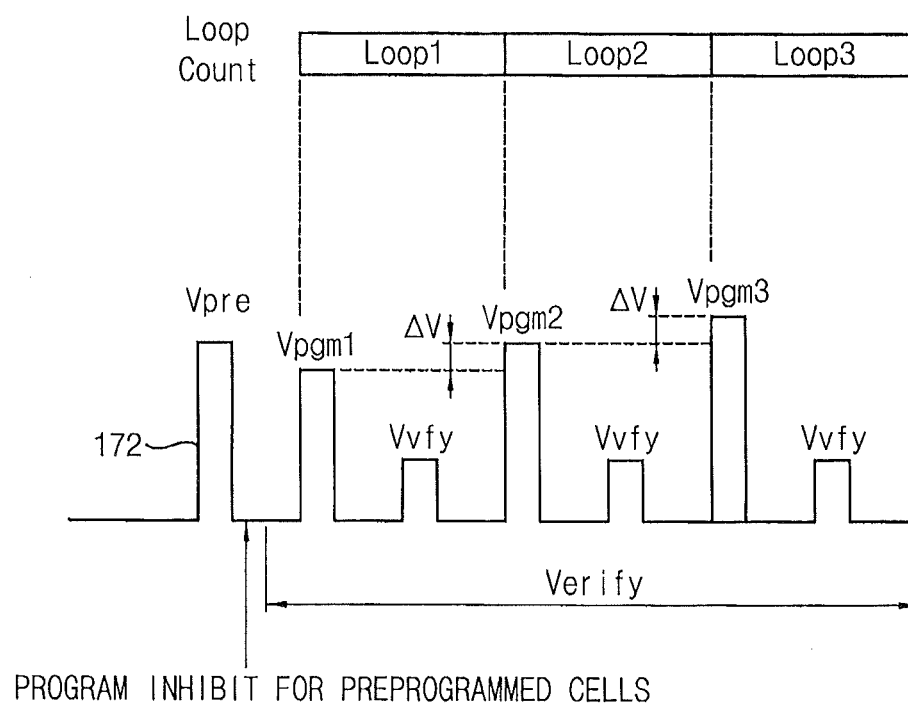 Loop
Count
Loop1 Loop2 Loop3
Vpre
Vpgm1
ΔV
Vpgm2
ΔV
Vpgm3
172
Vvfy
Vvfy
Vvfy
Verify
PROGRAM INHIBIT FOR PREPROGRAMMED CELLS